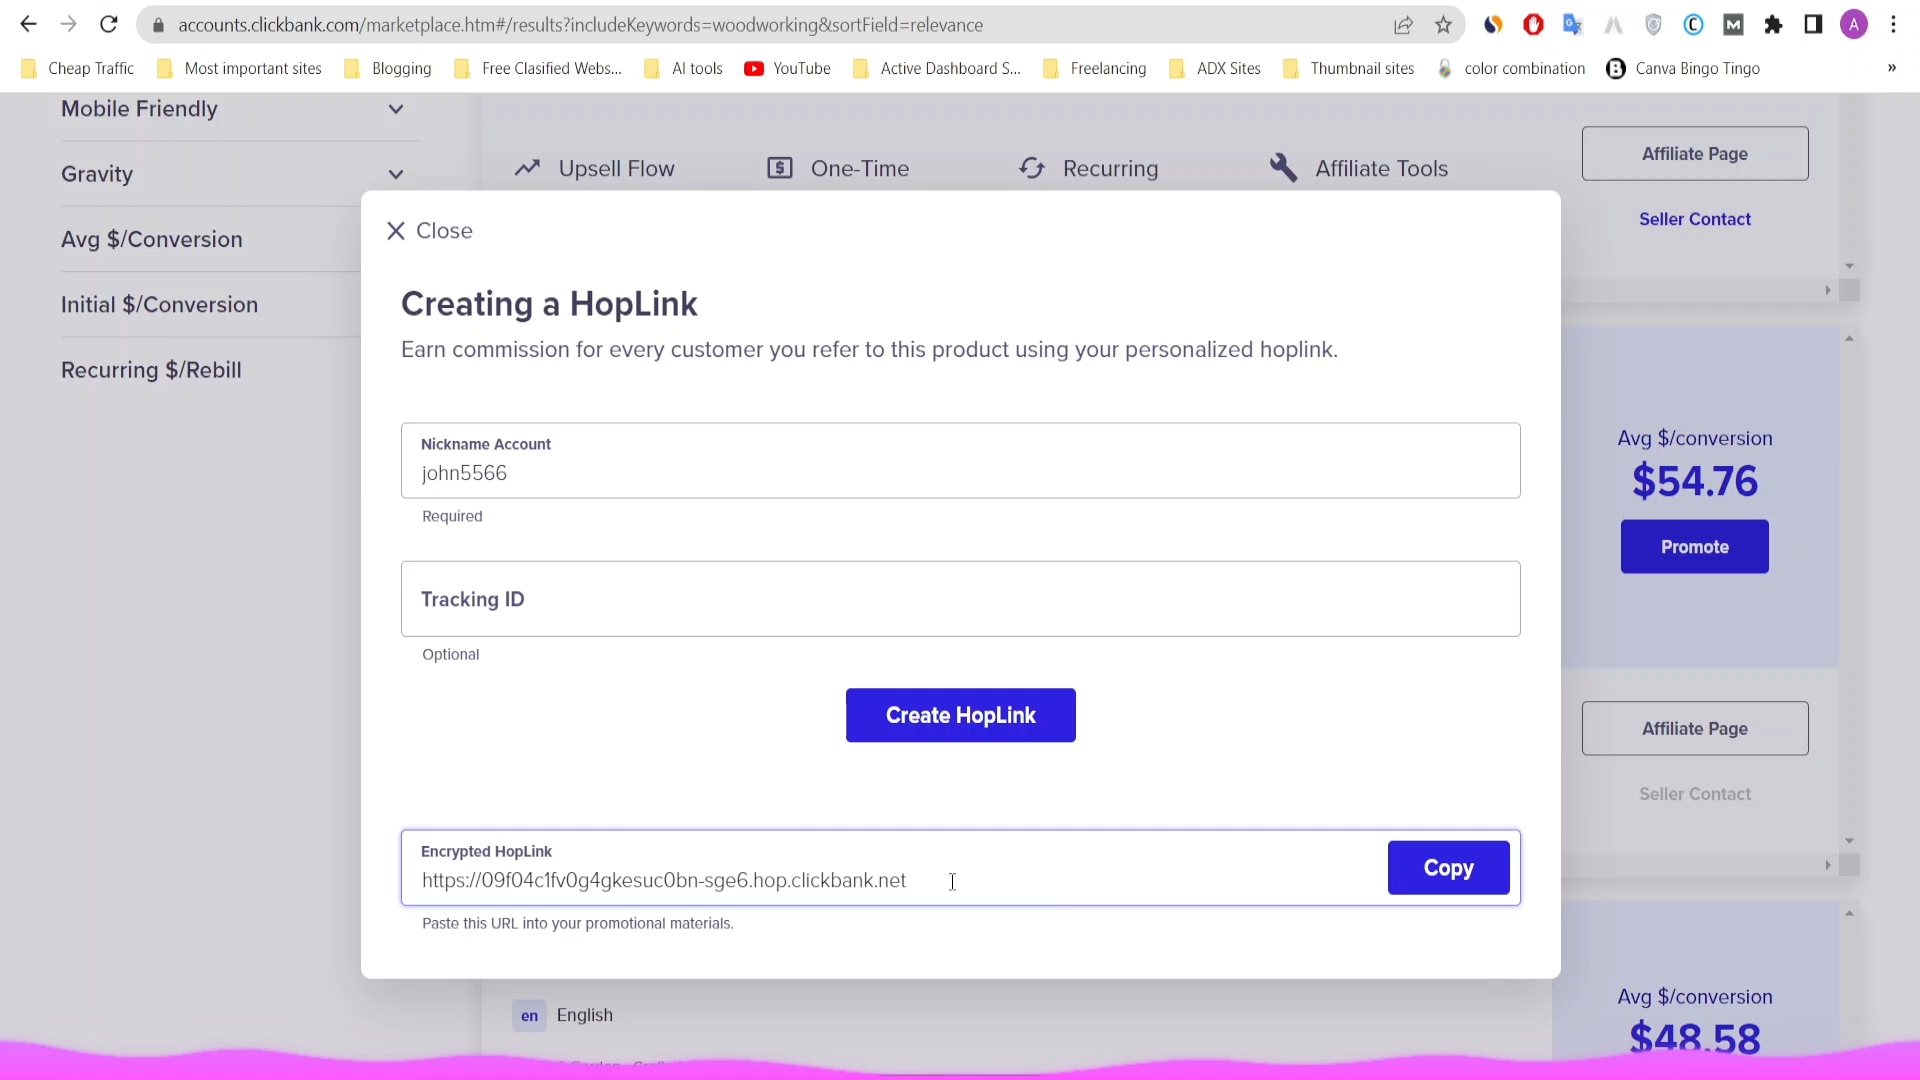 accounts.clickbank.com/marketplace.htm#/results?includeKeywords=woodworking&sortField=relevance
A
Cheap Traffic
Most important sites
Blogging
Free Clasified Webs...
AI tools
YouTube
Active Dashboard S...
Freelancing
ADX Sites
Thumbnail sites
color combination
Canva Bingo Tingo
»
Mobile Friendly
Gravity
Avg $/Conversion
Initial $/Conversion
Recurring $/Rebill
Upsell Flow
One-Time
Recurring
Affiliate Tools
Affiliate Page
Seller Contact
Close
Creating a HopLink
Earn commission for every customer you refer to this product using your personalized hoplink.
Nickname Account
john5566
Required
Tracking ID
Optional
Create HopLink
Encrypted HopLink
https://09f04c1fv0g4gkesuc0bn-sge6.hop.clickbank.net
Copy
Paste this URL into your promotional materials.
Avg $/conversion
$54.76
Promote
Affiliate Page
Seller Contact
en English
Avg $/conversion
$48.58